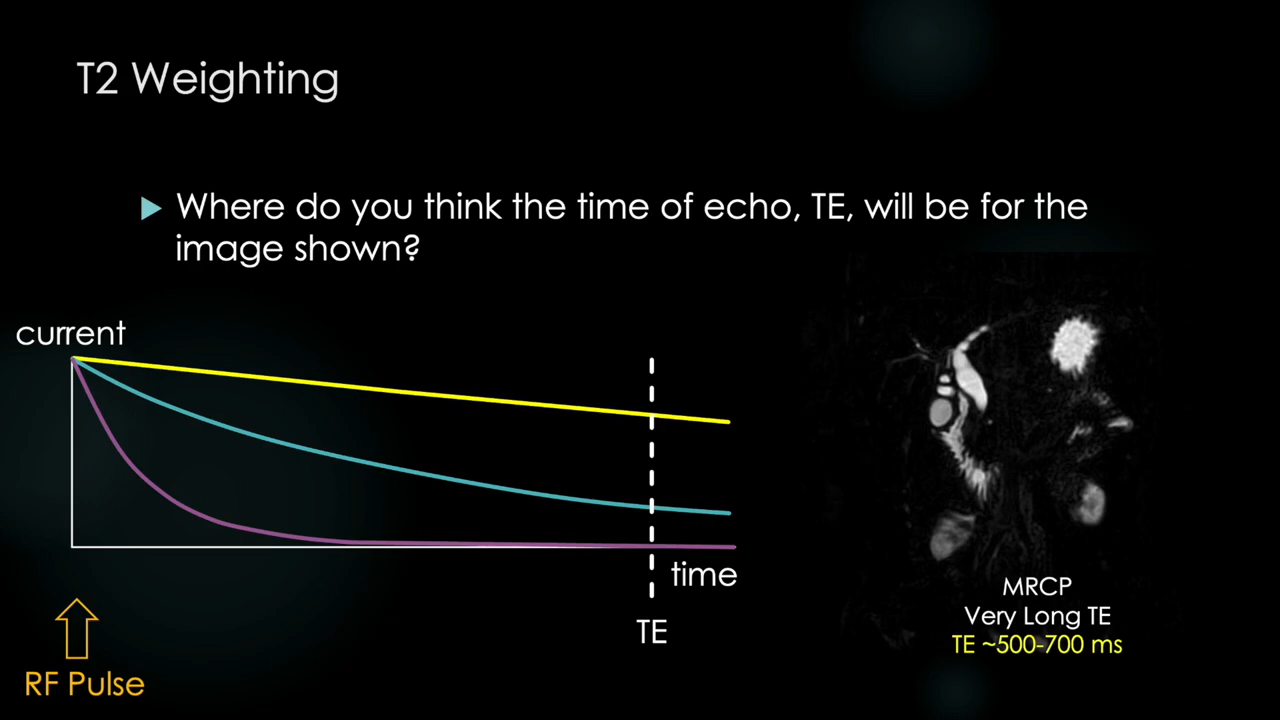 T2 Weighting
Where do you think the time of echo, TE, will be for the
image shown?
current
time
TE
RF Pulse
MRCP
Very Long TE
TE ~500-700 ms